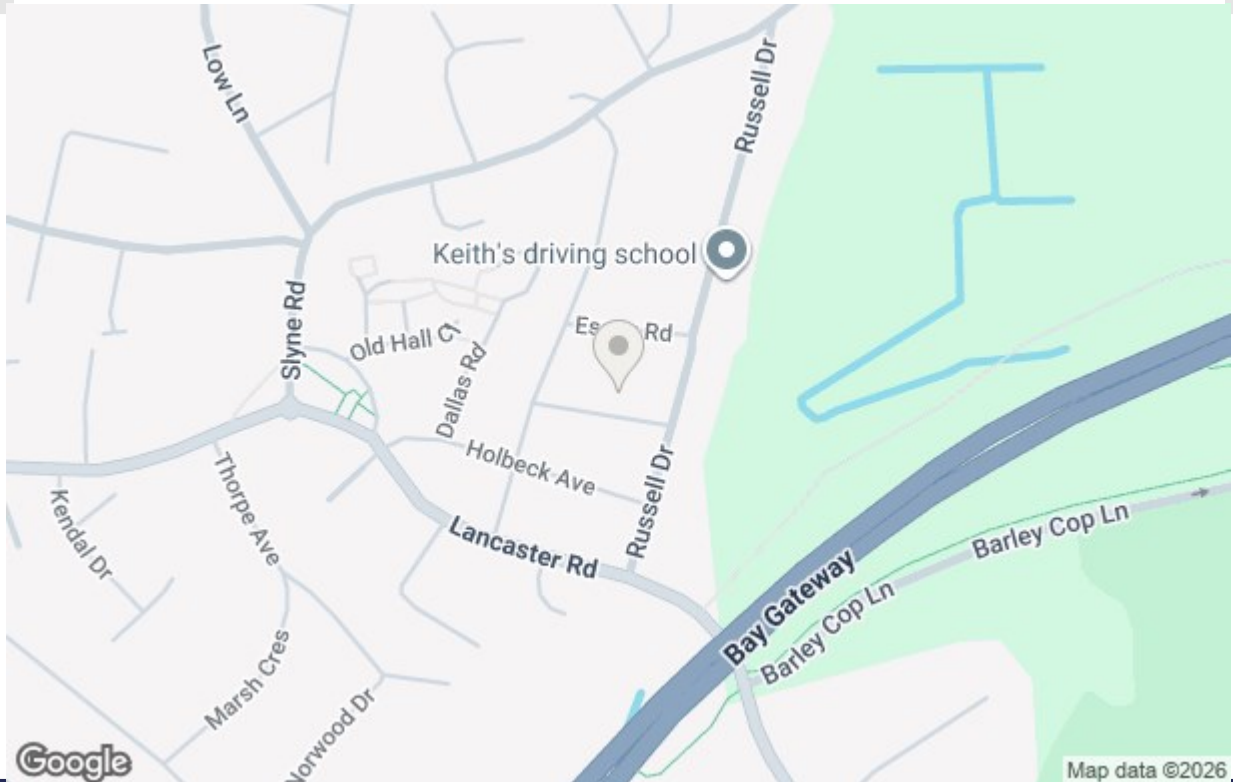 Low Ln
Russell Dr
Keith's driving school
Slyne Rd
Old Hall Cl
Rd
Dallas Rd
Holbeck Ave
Thorpe Ave
Kendal Dr
Lancaster Rd
Russell Dr
Barley Cop Ln
Bay Gateway
Barley Cop Ln
Marsh Cres
Norwood Dr
Google
Map data ©2026